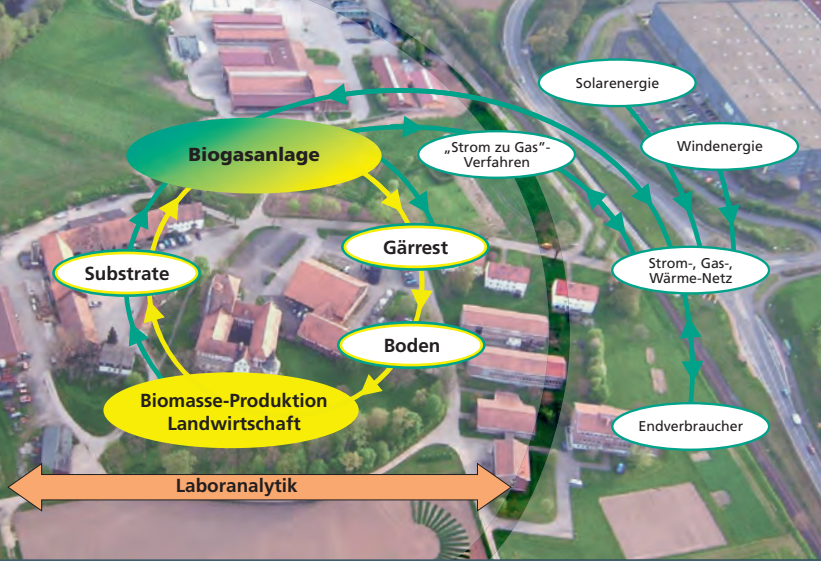 Solarenergie
Biogasanlage
„Strom zu Gas”-
Verfahren
Windenergie
Substrate
Gärrest
Strom-, Gas-,
Wärme-Netz
Boden
Biomasse-Produktion
Landwirtschaft
Endverbraucher
Laboranalytik